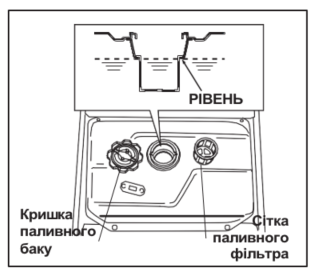 РІВЕНЬ
Кришка
паливного
баку
Сітка
паливного
фільтра